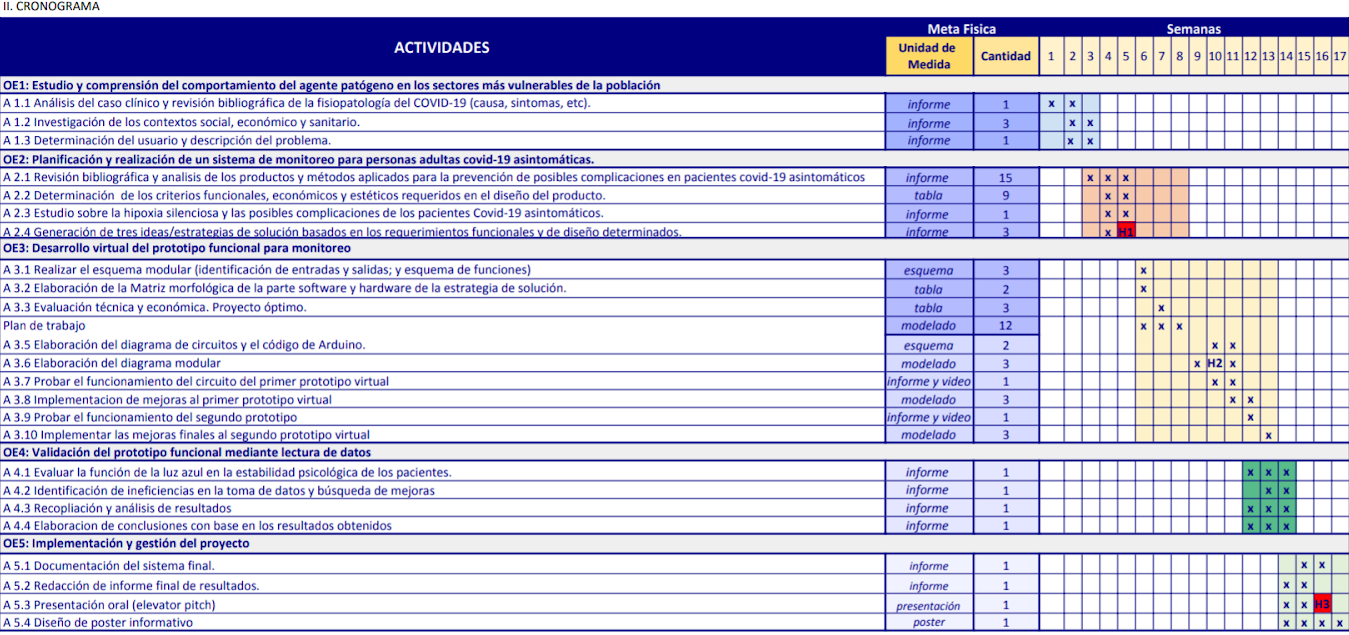 II. CRONOGRAMA
ACTIVIDADES Meta Fisica Semanas
Unidad de Medida Cantidad 1 2 3 4 5 6 7 8 9 10 11 12 13 14 15 16 17
OE1: Estudio y comprensión del comportamiento del agente patógeno en los sectores más vulnerables de la población
A 1.1 Análisis del caso clínico y revisión bibliográfica de la fisiopatología del COVID-19 (causa, sintomas, etc). informe 1 x x
A 1.2 Investigación de los contextos social, económico y sanitario. informe 3 x x
A 1.3 Determinación del usuario y descripción del problema. informe 1 x x
OE2: Planificación y realización de un sistema de monitoreo para personas adultas covid-19 asintomáticas.
A 2.1 Revisión bibliográfica y analisis de los productos y métodos aplicados para la prevención de posibles complicaciones en pacientes covid-19 asintomáticos informe 15 x x x
A 2.2 Determinación de los criterios funcionales, económicos y estéticos requeridos en el diseño del producto. tabla 9 x x
A 2.3 Estudio sobre la hipoxia silenciosa y las posibles complicaciones de los pacientes Covid-19 asintomáticos. informe 1 x x
A 2.4 Generación de tres ideas/estrategias de solución basados en los requerimientos funcionales y de diseño determinados. informe 3 x H1
OE3: Desarrollo virtual del prototipo funcional para monitoreo
A 3.1 Realizar el esquema modular (identificación de entradas y salidas; y esquema de funciones) esquema 3 x
A 3.2 Elaboración de la Matriz morfológica de la parte software y hardware de la estrategia de solución. tabla 2 x
A 3.3 Evaluación técnica y económica. Proyecto óptimo. tabla 3 x
Plan de trabajo modelado 12 x x x
A 3.5 Elaboración del diagrama de circuitos y el código de Arduino. esquema 2 x x
A 3.6 Elaboración del diagrama modular modelado 3 x H2 x
A 3.7 Probar el funcionamiento del circuito del primer prototipo virtual informe y video 1 x x
A 3.8 Implementacion de mejoras al primer prototipo virtual modelado 3 x x
A 3.9 Probar el funcionamiento del segundo prototipo informe y video 1 x
A 3.10 Implementar las mejoras finales al segundo prototipo virtual modelado 3 x
OE4: Validación del prototipo funcional mediante lectura de datos
A 4.1 Evaluar la función de la luz azul en la estabilidad psicológica de los pacientes. informe 1 x x x
A 4.2 Identificación de ineficiencias en la toma de datos y búsqueda de mejoras informe 1 x x
A 4.3 Recopliación y análisis de resultados informe 1 x x x
A 4.4 Elaboracion de conclusiones con base en los resultados obtenidos informe 1 x x x
OE5: Implementación y gestión del proyecto
A 5.1 Documentación del sistema final. informe 1 x x
A 5.2 Redacción de informe final de resultados. informe 1 x x
A 5.3 Presentación oral (elevator pitch) presentación 1 x x H3
A 5.4 Diseño de poster informativo poster 1 x x x x